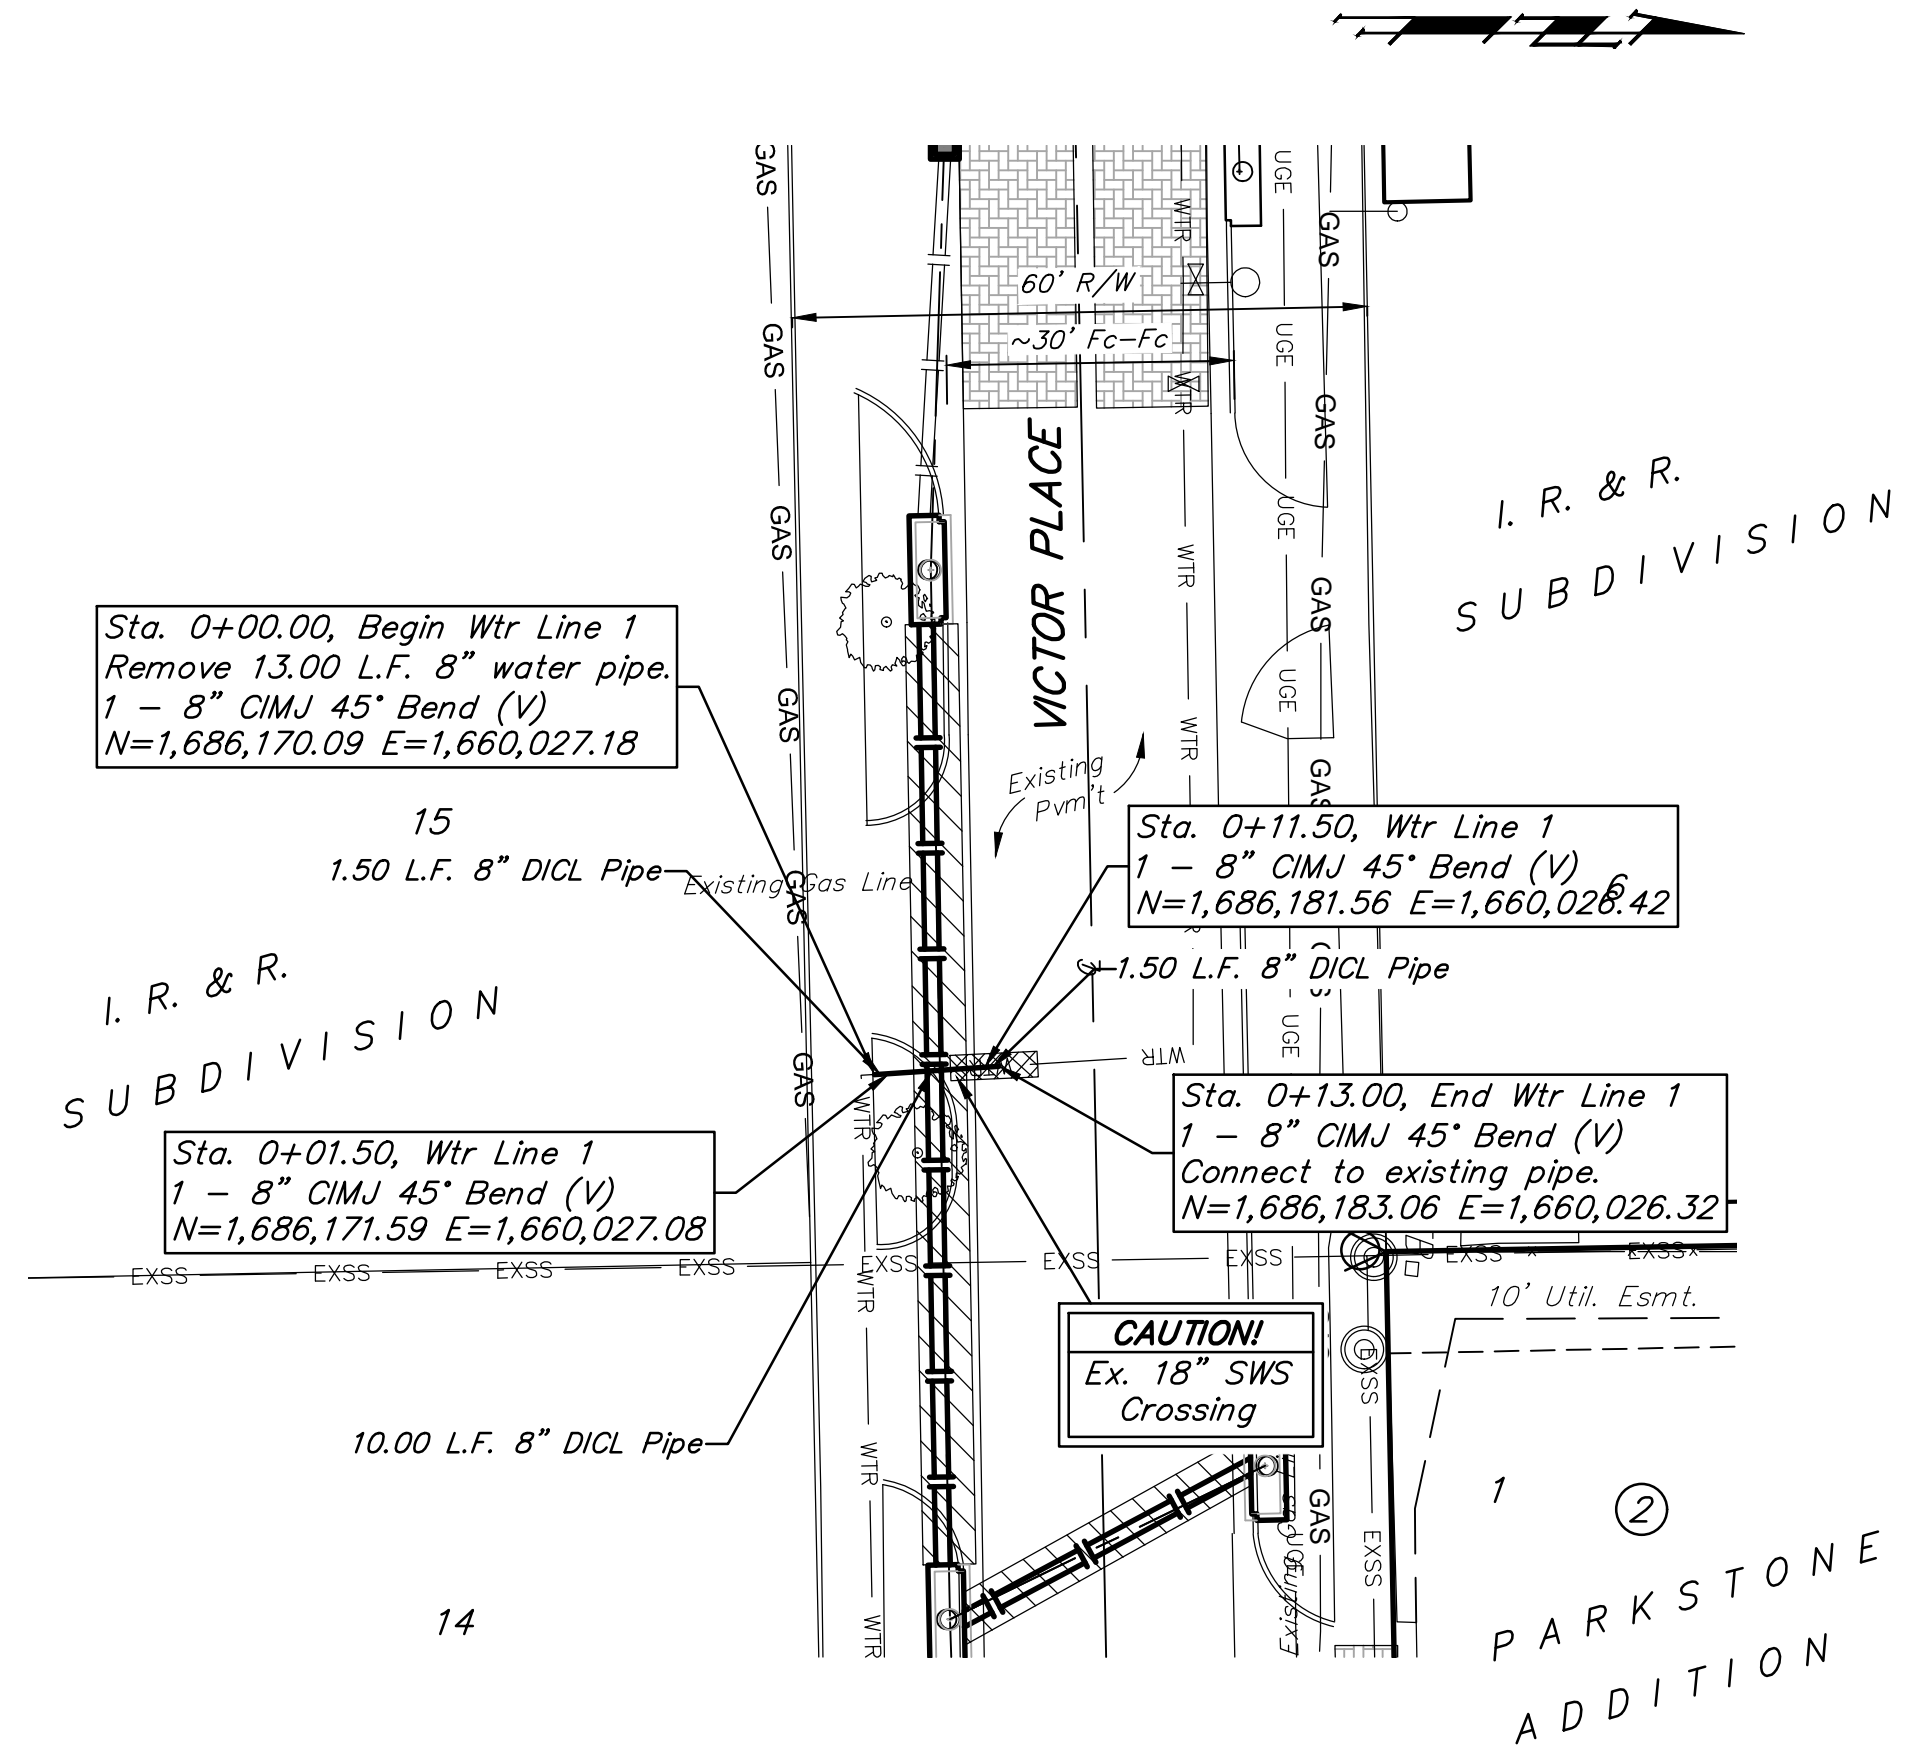 GAS
UGE
WTR
GAS
60' R/W
~30' Fc-Fc
GAS
UGE
WTR
GAS
VICTOR PLACE
I. R. & R.
SUBDIVISION
GAS
UGE
WTR
GAS
Sta. 0+00.00, Begin Wtr Line 1
Remove 13.00 L.F. 8" water pipe.
1 - 8" CIMJ 45° Bend (V)
N=1,686,170.09 E=1,660,027.18
GAS
UGE
WTR
Existing
Pvm't
GAS
15
1.50 L.F. 8" DICL Pipe
Existing Gas Line
GAS
Sta. 0+11.50, Wtr Line 1
1 - 8" CIMJ 45° Bend (V)
6
N=1,686,181.56 E=1,660,026.42
1.50 L.F. 8" DICL Pipe
I. R. & R.
SUBDIVISION
UGE
WTR
GAS
WTR
Sta. 0+13.00, End Wtr Line 1
1 - 8" CIMJ 45° Bend (V)
Connect to existing pipe.
N=1,686,183.06 E=1,660,026.32
Sta. 0+01.50, Wtr Line 1
1 - 8" CIMJ 45° Bend (V)
N=1,686,171.59 E=1,660,027.08
EXSS EXSS EXSS EXSS EXSS EXSS EXSS EXSS EXSS
WTR
10' Util. Esmt.
CAUTION!
Ex. 18" SWS
Crossing
EXSS
10.00 L.F. 8" DICL Pipe
WTR
GAS
1
2
EXSS
UGE
Existing
PARKSTONE
ADDITION
14
WTR